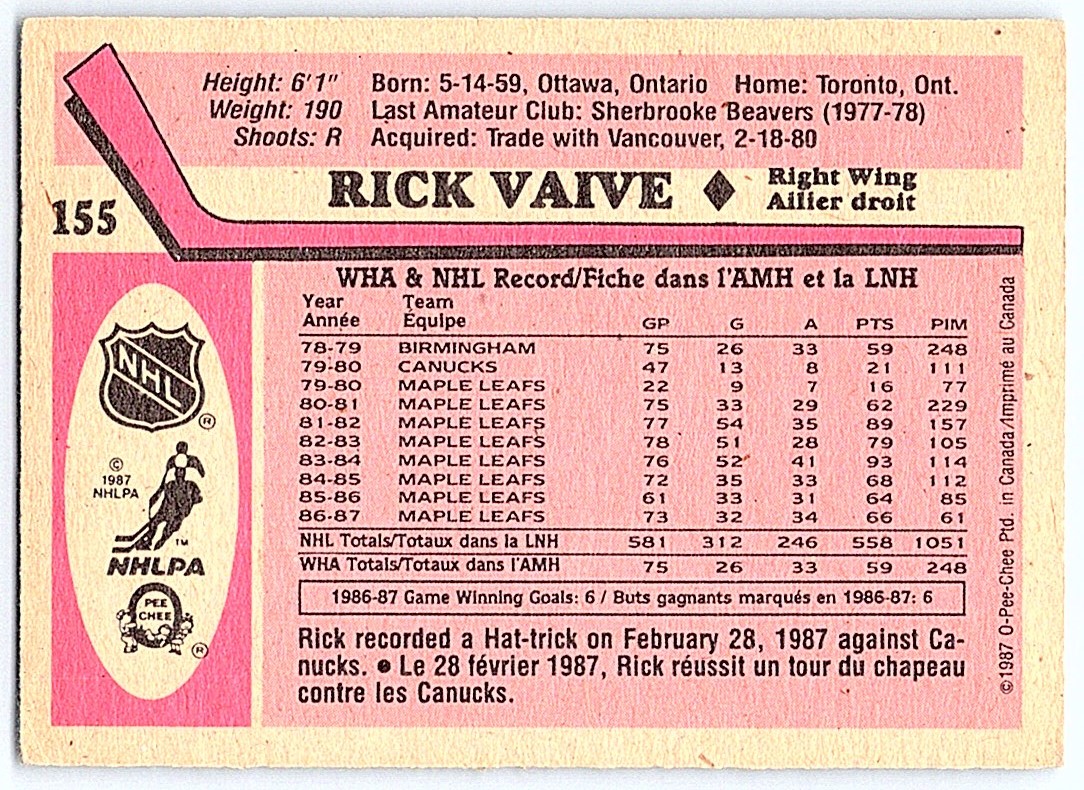 Height: 6'1" Born: 5-14-59, Ottawa, Ontario Home: Toronto, Ont.
Weight: 190 Last Amateur Club: Sherbrooke Beavers (1977-78)
Shoots: R Acquired: Trade with Vancouver, 2-18-80
RICK VAIVE ♦ Right Wing
Ailier droit
155
WHA & NHL Record/Fiche dans l'AMH et la LNH
Year Team
Année Équipe GP G A PTS PIM
78-79 BIRMINGHAM 75 26 33 59 248
79-80 CANUCKS 47 13 8 21 111
79-80 MAPLE LEAFS 22 9 7 16 77
80-81 MAPLE LEAFS 75 33 29 62 229
81-82 MAPLE LEAFS 77 54 35 89 157
82-83 MAPLE LEAFS 78 51 28 79 105
83-84 MAPLE LEAFS 76 52 41 93 114
84-85 MAPLE LEAFS 72 35 33 68 112
85-86 MAPLE LEAFS 61 33 31 64 85
86-87 MAPLE LEAFS 73 32 34 66 61
NHL Totals/Totaux dans la LNH 581 312 246 558 1051
WHA Totals/Totaux dans l'AMH 75 26 33 59 248
1986-87 Game Winning Goals: 6 / Buts gagnants marqués en 1986-87: 6
Rick recorded a Hat-trick on February 28, 1987 against Ca-
nucks. ● Le 28 février 1987, Rick réussit un tour du chapeau
contre les Canucks.
NHL
®
©
1987
NHLPA
TM
NHLPA
PEE
CHEE
®
©1987 O-Pee-Chee Ptd. in Canada/Imprimé au Canada